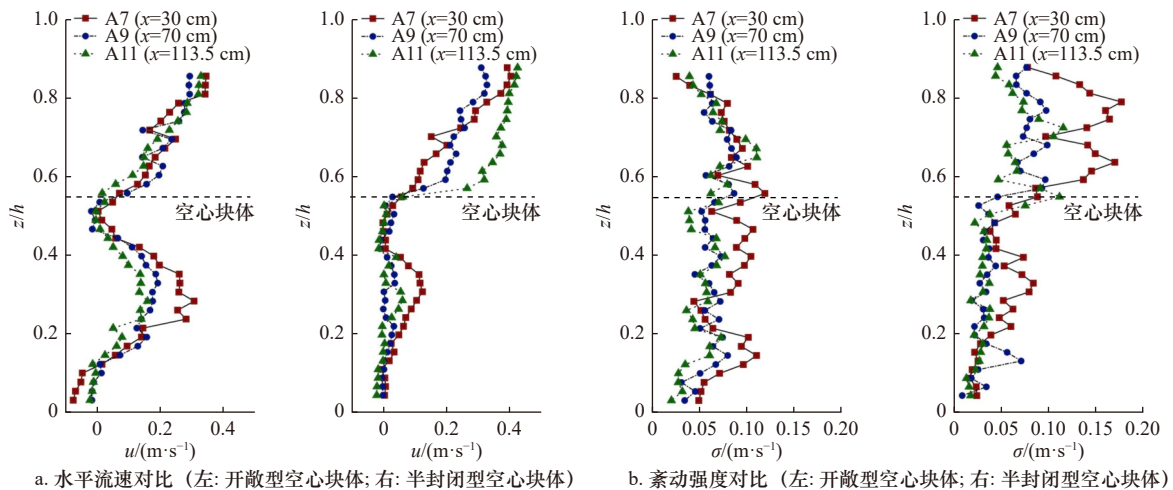 A7 (x=30 cm)
A9 (x=70 cm)
A11 (x=113.5 cm)
z/h
1.0
0.8
0.6
0.4
0.2
0
空心块体
0
0.2
0.4
u/(m·s⁻¹)
A7 (x=30 cm)
A9 (x=70 cm)
A11 (x=113.5 cm)
z/h
1.0
0.8
0.6
0.4
0.2
0
空心块体
0
0.2
0.4
u/(m·s⁻¹)
a. 水平流速对比（左: 开敞型空心块体; 右: 半封闭型空心块体）
A7 (x=30 cm)
A9 (x=70 cm)
A11 (x=113.5 cm)
z/h
1.0
0.8
0.6
0.4
0.2
0
空心块体
0
0.05
0.10
0.15
0.20
σ/(m·s⁻¹)
A7 (x=30 cm)
A9 (x=70 cm)
A11 (x=113.5 cm)
z/h
1.0
0.8
0.6
0.4
0.2
0
空心块体
0
0.05
0.10
0.15
0.20
σ/(m·s⁻¹)
b. 紊动强度对比（左: 开敞型空心块体; 右: 半封闭型空心块体）